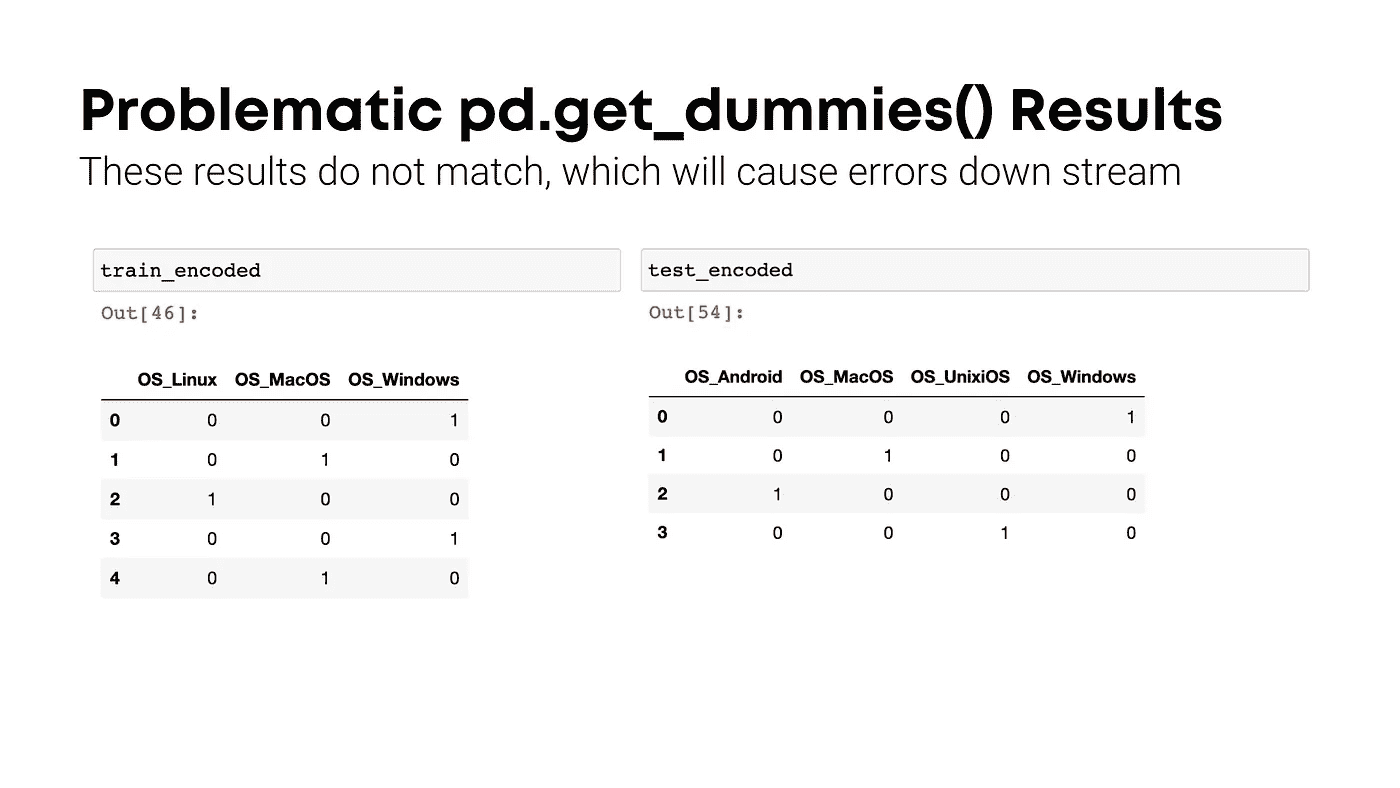 Problematic pd.get_dummies() Results
These results do not match, which will cause errors down stream
train_encoded
Out[46]:
OS_Linux OS_MacOS OS_Windows
0 0 0 1
1 0 1 0
2 1 0 0
3 0 0 1
4 0 1 0
test_encoded
Out[54]:
OS_Android OS_MacOS OS_UnixiOS OS_Windows
0 0 0 0 1
1 0 1 0 0
2 1 0 0 0
3 0 0 1 0